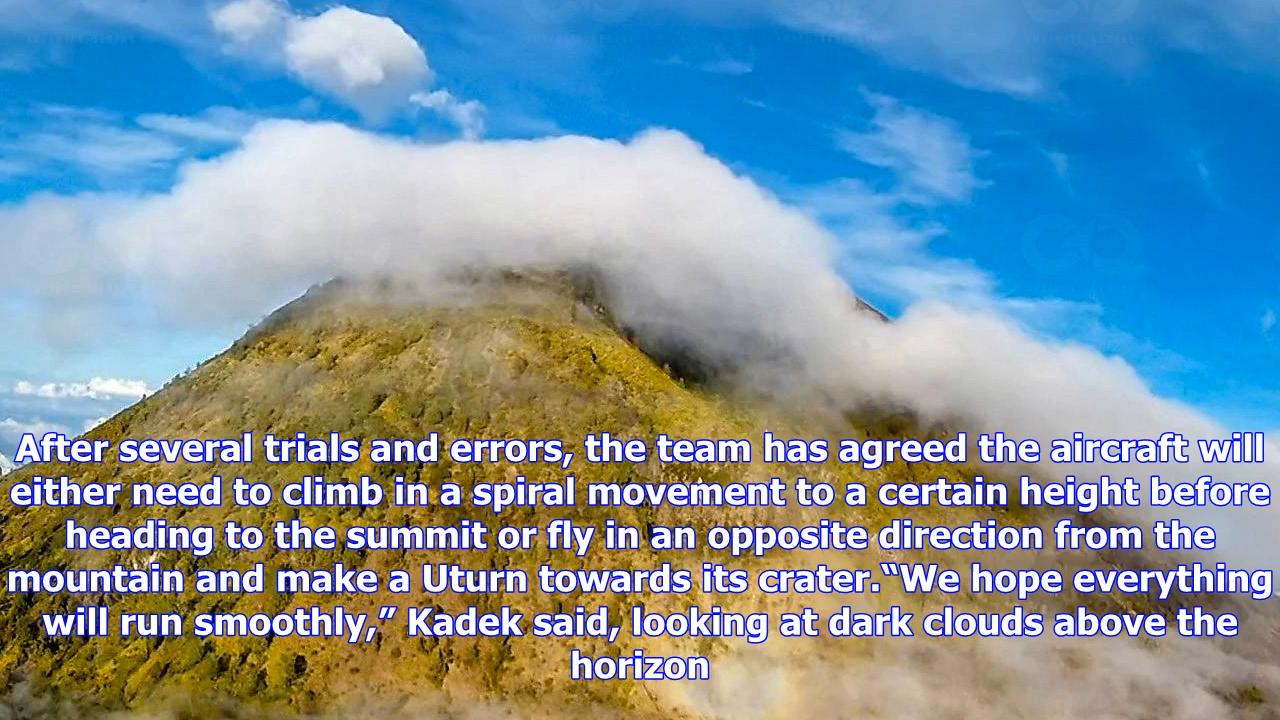 After several trials and errors, the team has agreed the aircraft will
either need to climb in a spiral movement to a certain height before
heading to the summit or fly in an opposite direction from the
mountain and make a Uturn towards its crater.“We hope everything
will run smoothly,” Kadek said, looking at dark clouds above the
horizon